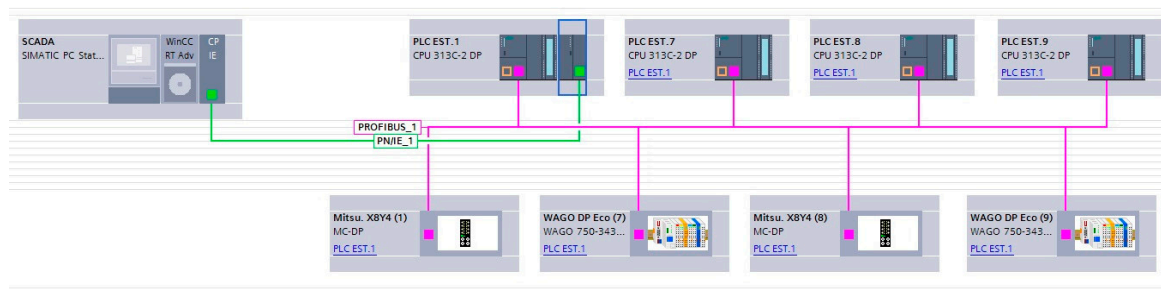 SCADA
SIMATIC PC Stat...
WinCC
RT Adv
CP
IE
PLC EST.1
CPU 313C-2 DP
PLC EST.7
CPU 313C-2 DP
PLC EST.1
PLC EST.8
CPU 313C-2 DP
PLC EST.1
PLC EST.9
CPU 313C-2 DP
PLC EST.1
PROFIBUS_1
PN/IE_1
Mitsu. X8Y4 (1)
MC-DP
PLC EST.1
WAGO DP Eco (7)
WAGO 750-343...
PLC EST.1
Mitsu. X8Y4 (8)
MC-DP
PLC EST.1
WAGO DP Eco (9)
WAGO 750-343...
PLC EST.1